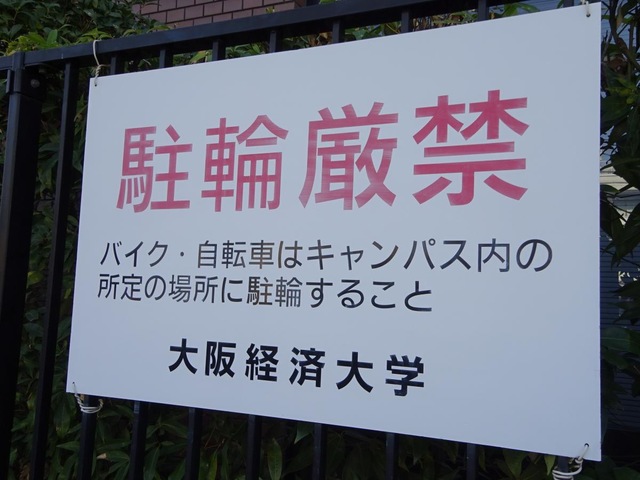 駐輪厳禁
バイク・自転車はキャンパス内の
所定の場所に駐輪すること
大阪経済大学